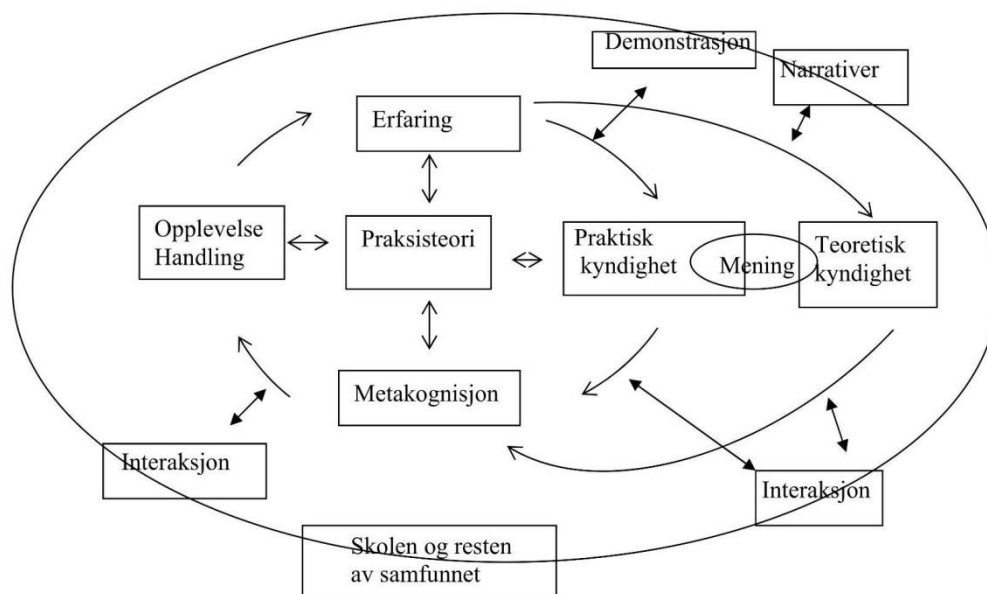 Demonstrasjon
Narrativer
Erfaring
Opplevelse
Handling
Praksisteori
Praktisk
kyndighet
Mening
Teoretisk
kyndighet
Metakognisjon
Interaksjon
Interaksjon
Skolen og resten
av samfunnet